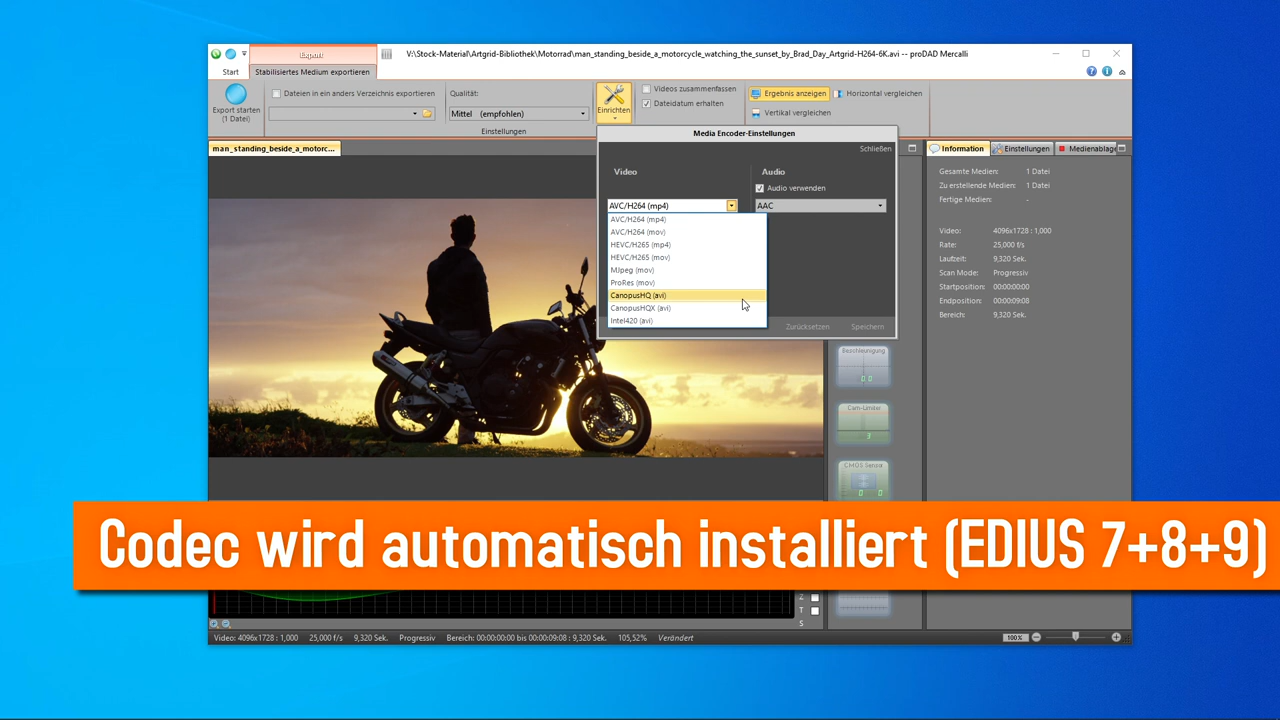 Export
V:\Stock-Material\Artgrid-Bibliothek\Motorrad\man_standing_beside_a_motorcycle_watching_the_sunset_by_Brad_Day_Artgrid-H264-6K.avi -- proDAD Mercalli
Start
Stabilisiertes Medium exportieren
Export starten
(1 Datei)
Dateien in ein anders Verzeichnis exportieren
Qualität:
Mittel (empfohlen)
Einstellungen
Einrichten
Videos zusammenfassen
Dateidatum erhalten
Ergebnis anzeigen
Horizontal vergleichen
Vertikal vergleichen
man_standing_beside_a_motorc...
Media Encoder-Einstellungen
Schließen
Video
Audio
Audio verwenden
AVC/H264 (mp4)
AAC
AVC/H264 (mp4)
AVC/H264 (mov)
HEVC/H265 (mp4)
HEVC/H265 (mov)
MJpeg (mov)
ProRes (mov)
CanopusHQ (avi)
CanopusHQX (avi)
Intel420 (avi)
Zurücksetzen
Speichern
Information
Einstellungen
Medienablage
Gesamte Medien: 1 Datei
Zu erstellende Medien: 1 Datei
Fertige Medien: -
Video: 4096x1728 : 1,000
Rate: 25,000 f/s
Laufzeit: 9,320 Sek.
Scan Mode: Progressiv
Startposition: 00:00:00:00
Endposition: 00:00:09:08
Bereich: 9,320 Sek.
Beschleunigung
0 0
Cam-Limiter
3
CMOS Sensor
0 0
Codec wird automatisch installiert (EDIUS 7+8+9)
Z
T
S
Video: 4096x1728 : 1,000 25,000 f/s 9,320 Sek. Progressiv Bereich: 00:00:00:00 bis 00:00:09:08 : 9,320 Sek. 105,52% Verändert
100%